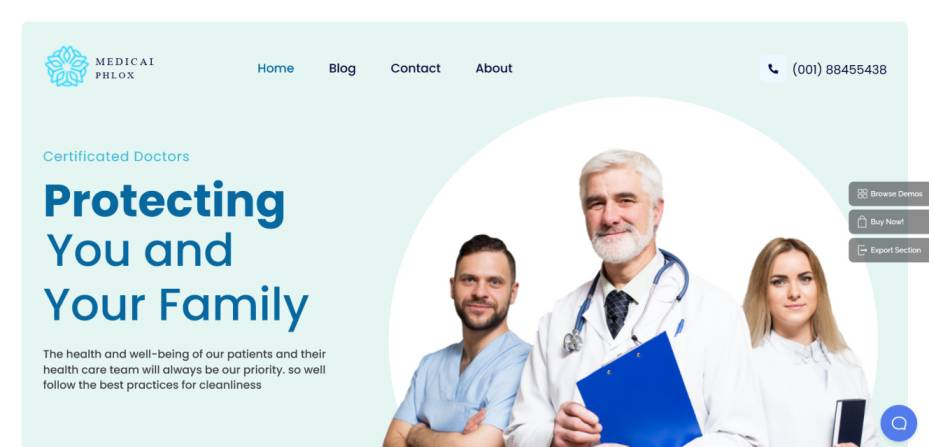 MEDICAL
PHLOX
Home Blog Contact About
(001) 88455438
Certificated Doctors
Protecting
You and
Your Family
The health and well-being of our patients and their
health care team will always be our priority. so well
follow the best practices for cleanliness
Browse Demos
Buy Now!
Export Section